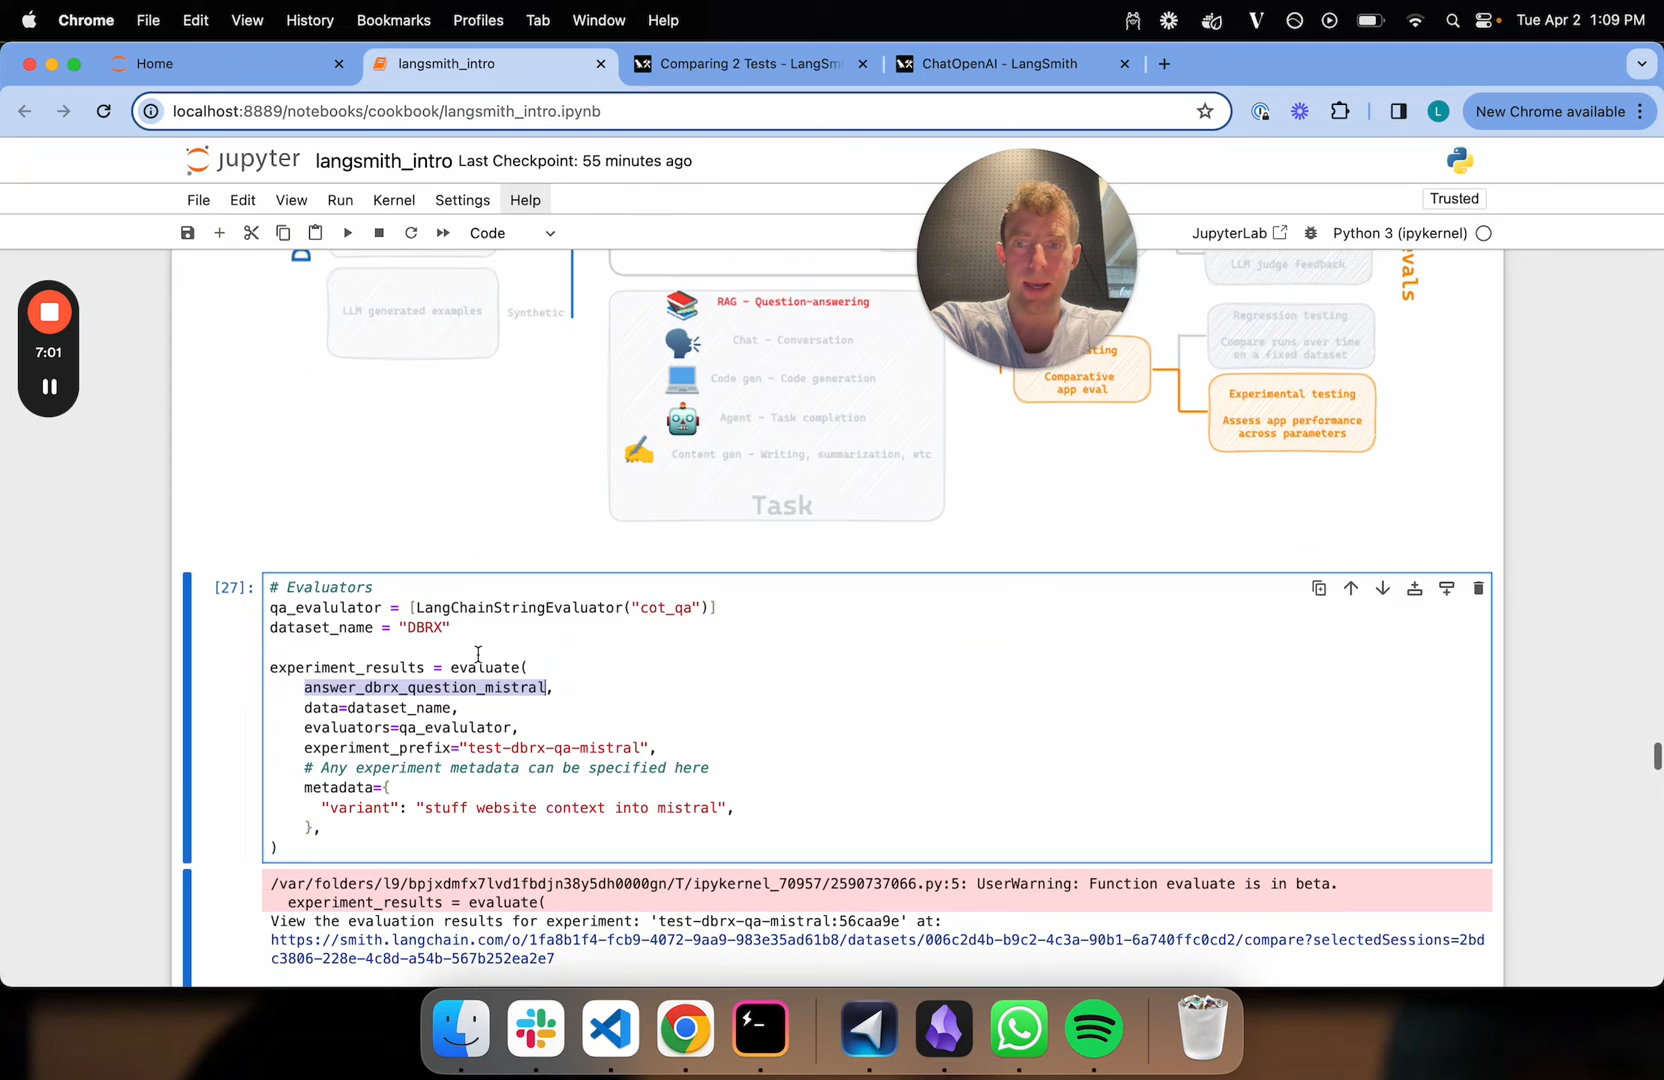 Chrome File Edit View History Bookmarks Profiles Tab Window Help Tue Apr 2 1:09 PM
Home langsmith_intro Comparing 2 Tests - LangSmi ChatOpenAI - LangSmith
localhost:8889/notebooks/cookbook/langsmith_intro.ipynb L New Chrome available
jupyter langsmith_intro Last Checkpoint: 55 minutes ago
File Edit View Run Kernel Settings Help Trusted
Code JupyterLab Python 3 (ipykernel)
7:01
LLM generated examples
Synthetic
RAG - Question-answering
Chat - Conversation
Code gen - Code generation
Agent - Task completion
Content gen - Writing, summarization, etc
Task
LLM judge feedback
evals
Regression testing
Compare runs over time
on a fixed dataset
Comparative
app eval
Experimental testing
Assess app performance
across parameters
[27]:
# Evaluators
qa_evalulator = [LangChainStringEvaluator("cot_qa")]
dataset_name = "DBRX"
experiment_results = evaluate(
answer_dbrx_question_mistral,
data=dataset_name,
evaluators=qa_evalulator,
experiment_prefix="test-dbrx-qa-mistral",
# Any experiment metadata can be specified here
metadata={
"variant": "stuff website context into mistral",
},
)
/var/folders/l9/bpjxdmfx7lvd1fbdjn38y5dh0000gn/T/ipykernel_70957/2590737066.py:5: UserWarning: Function evaluate is in beta.
experiment_results = evaluate(
View the evaluation results for experiment: 'test-dbrx-qa-mistral:56caa9e' at:
https://smith.langchain.com/o/1fa8b1f4-fcb9-4072-9aa9-983e35ad61b8/datasets/006c2d4b-b9c2-4c3a-90b1-6a740ffc0cd2/compare?selectedSessions=2bd
c3806-228e-4c8d-a54b-567b252ea2e7